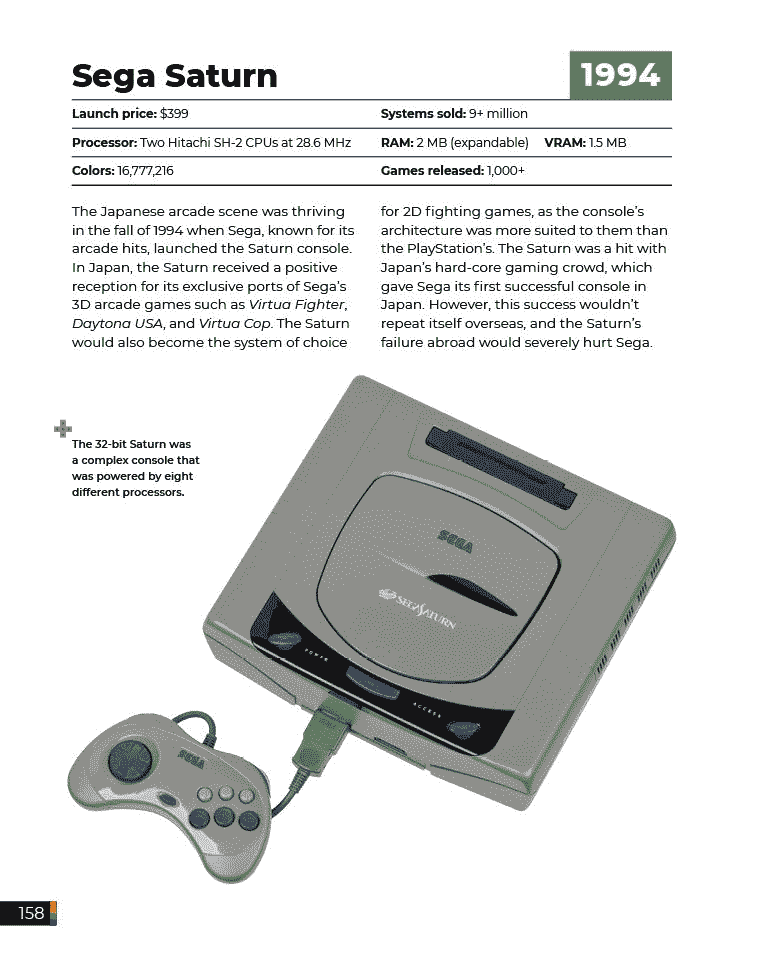 Sega Saturn
1994
Launch price: $399
Systems sold: 9+ million
Processor: Two Hitachi SH-2 CPUs at 28.6 MHz
RAM: 2 MB (expandable) VRAM: 1.5 MB
Colors: 16,777,216
Games released: 1,000+
The Japanese arcade scene was thriving
in the fall of 1994 when Sega, known for its
arcade hits, launched the Saturn console.
In Japan, the Saturn received a positive
reception for its exclusive ports of Sega's
3D arcade games such as Virtua Fighter,
Daytona USA, and Virtua Cop. The Saturn
would also become the system of choice
for 2D fighting games, as the console's
architecture was more suited to them than
the PlayStation's. The Saturn was a hit with
Japan's hard-core gaming crowd, which
gave Sega its first successful console in
Japan. However, this success wouldn't
repeat itself overseas, and the Saturn's
failure abroad would severely hurt Sega.
The 32-bit Saturn was
a complex console that
was powered by eight
different processors.
SEGA
SEGA SATURN
POWER
ACCESS
SEGA
158